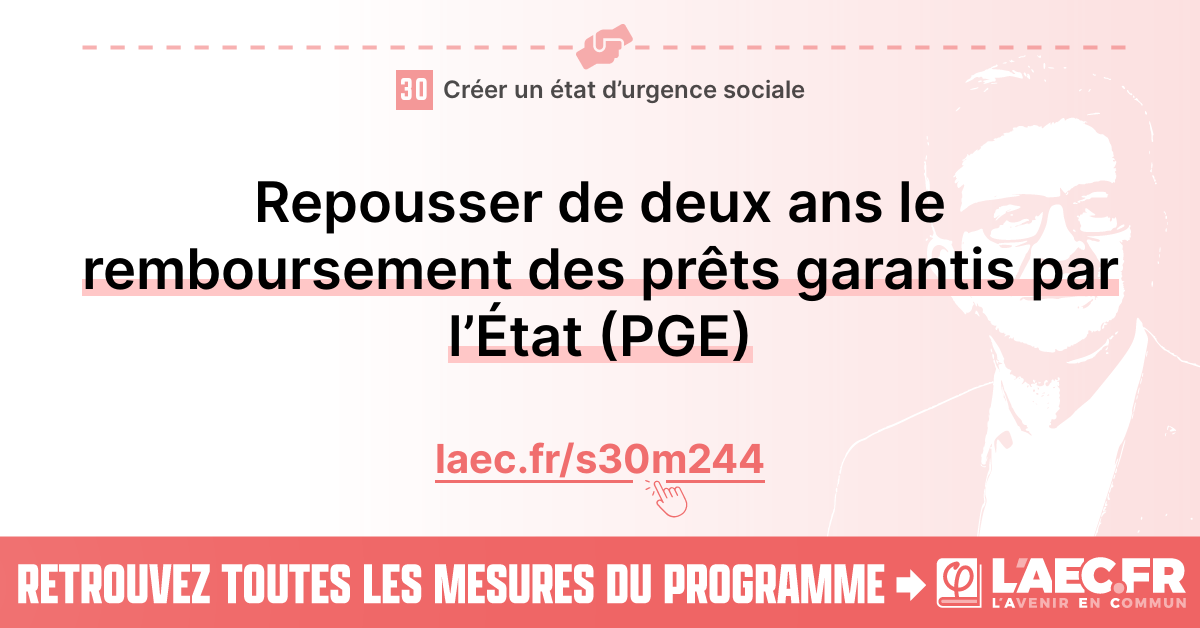 30 Créer un état d’urgence sociale
Repousser de deux ans le
remboursement des prêts garantis par
l’État (PGE)
laec.fr/s30m244
RETROUVEZ TOUTES LES MESURES DU PROGRAMME
φ L'AEC.FR
L'AVENIR EN COMMUN